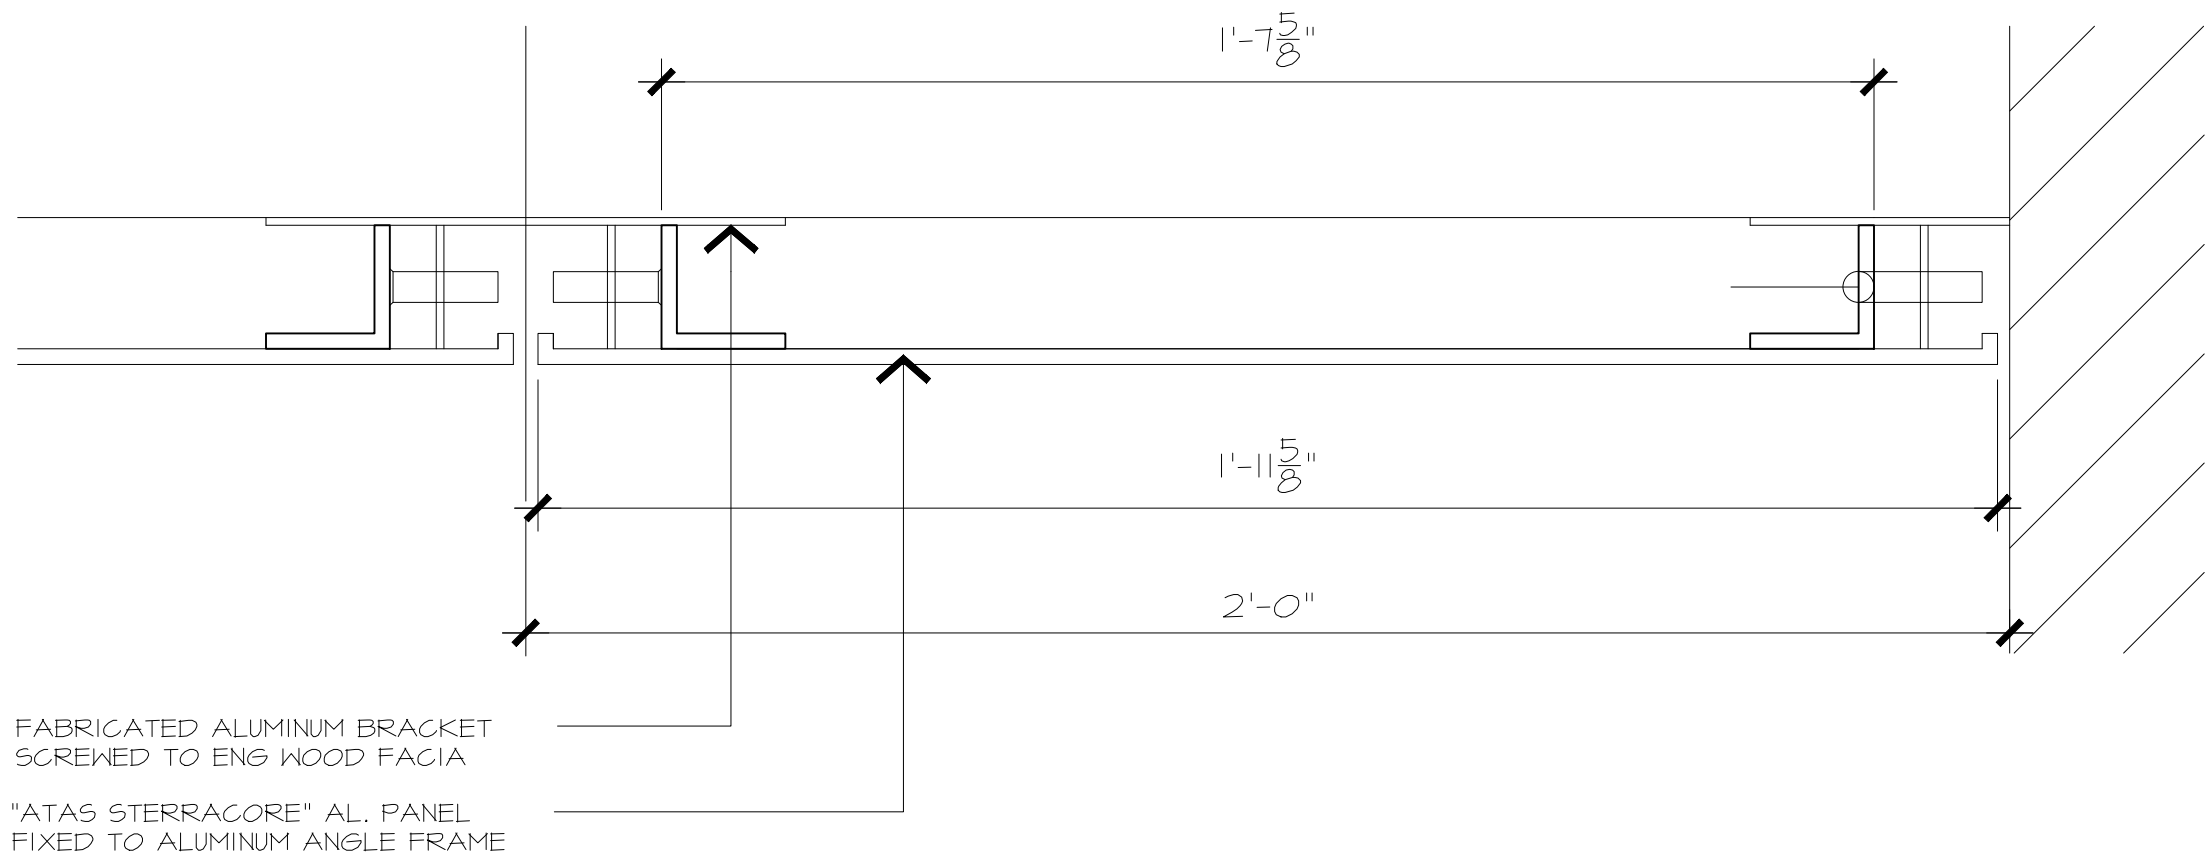 1'-7 5/8"
1'-11 5/8"
2'-0"
FABRICATED ALUMINUM BRACKET
SCREWED TO ENG WOOD FACIA
"ATAS STERRACORE" AL. PANEL
FIXED TO ALUMINUM ANGLE FRAME